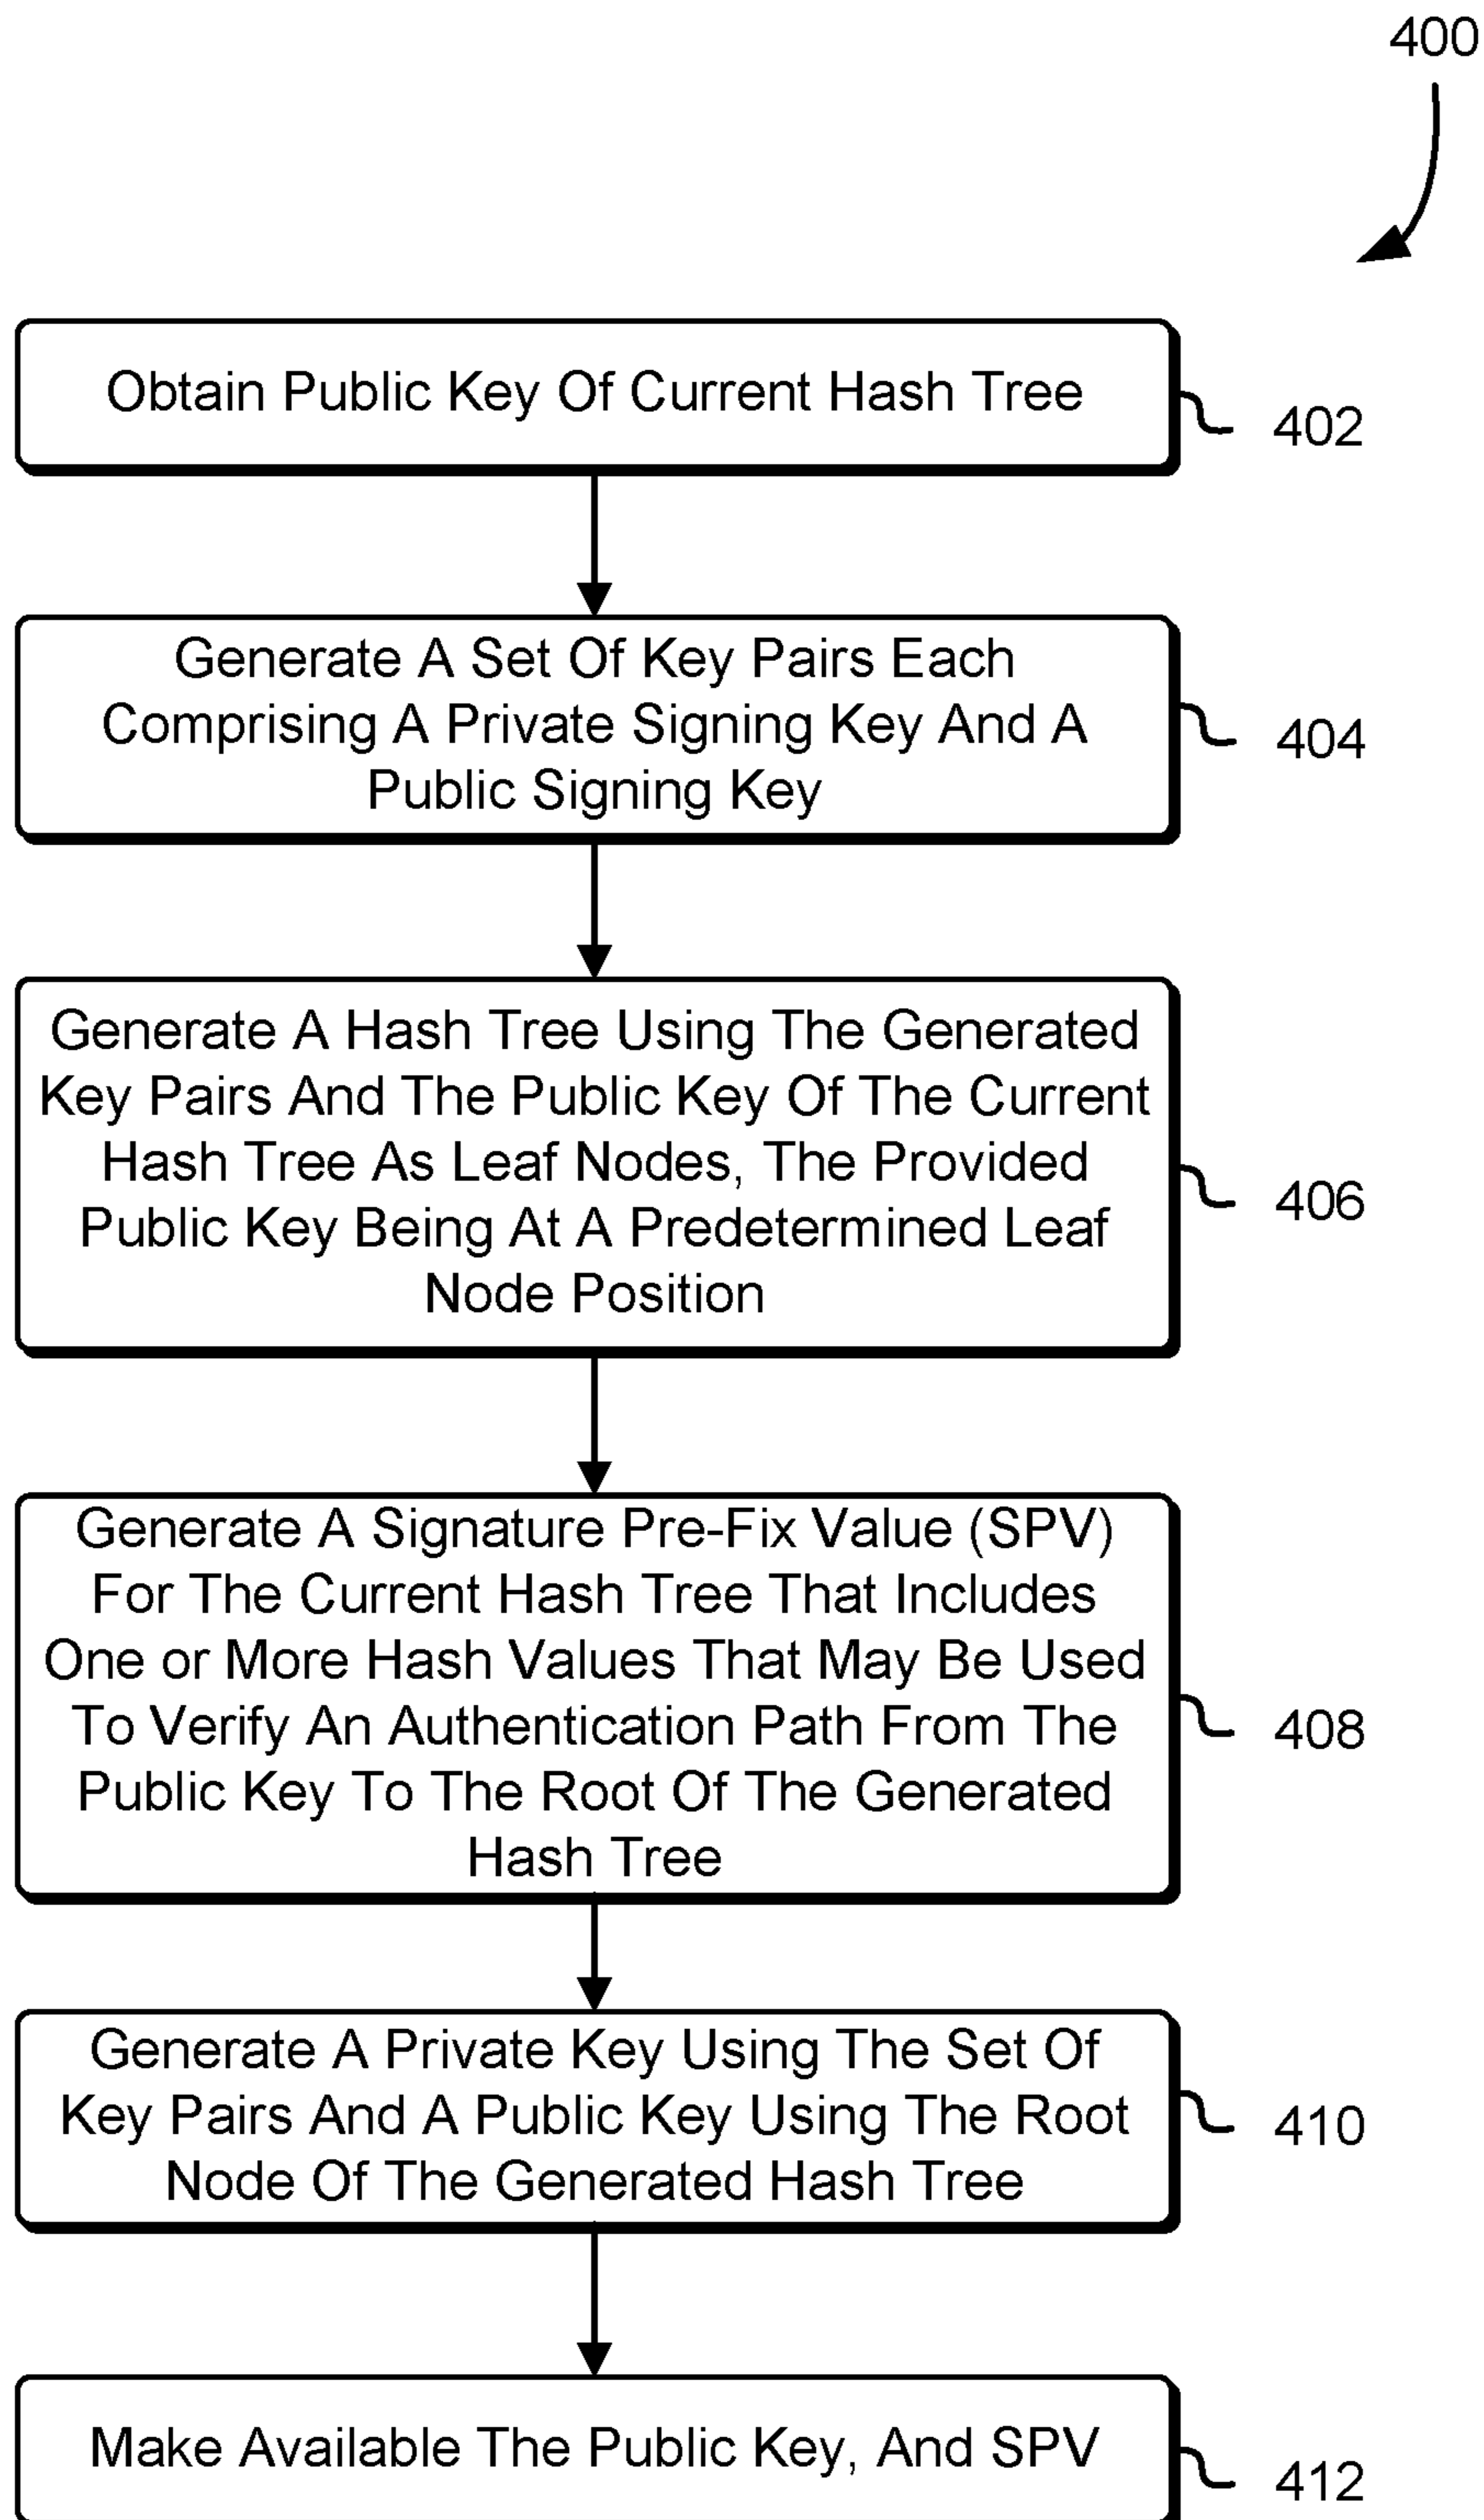 400
Obtain Public Key Of Current Hash Tree
402
Generate A Set Of Key Pairs Each
Comprising A Private Signing Key And A
Public Signing Key
404
Generate A Hash Tree Using The Generated
Key Pairs And The Public Key Of The Current
Hash Tree As Leaf Nodes, The Provided
Public Key Being At A Predetermined Leaf
Node Position
406
Generate A Signature Pre-Fix Value (SPV)
For The Current Hash Tree That Includes
One or More Hash Values That May Be Used
To Verify An Authentication Path From The
Public Key To The Root Of The Generated
Hash Tree
408
Generate A Private Key Using The Set Of
Key Pairs And A Public Key Using The Root
Node Of The Generated Hash Tree
410
Make Available The Public Key, And SPV
412